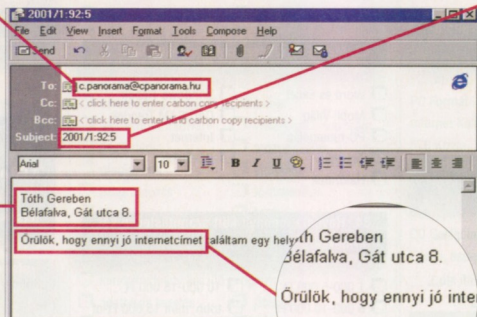 2001/1:92:5
File Edit View Insert Format Tools Compose Help
Send
To: c.panorama@cpanorama.hu
Cc: < click here to enter carbon copy recipients >
Bcc: < click here to enter blind carbon copy recipients >
Subject: 2001/1:92:5
Arial 10 B I U
Tóth Gereben
Bélafalva, Gát utca 8.
Örülök, hogy ennyi jó internetcímet találtam egy hely
th Gereben
Bélafalva, Gát utca 8.
Örülök, hogy ennyi jó inte